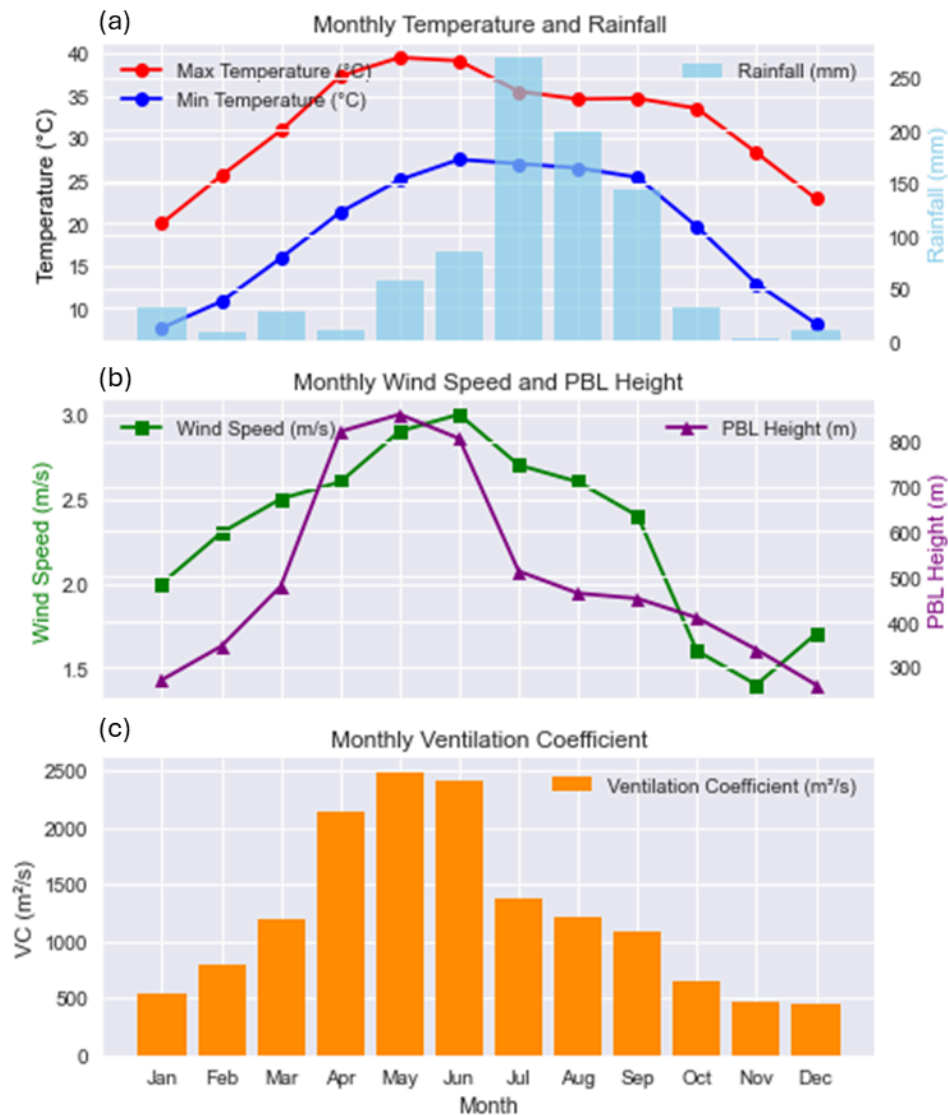 (a)
Monthly Temperature and Rainfall
Max Temperature (°C)
Min Temperature (°C)
Rainfall (mm)
40
35
30
25
20
15
10
Temperature (°C)
250
200
150
100
50
0
Rainfall (mm)
(b)
Monthly Wind Speed and PBL Height
Wind Speed (m/s)
PBL Height (m)
3.0
2.5
2.0
1.5
Wind Speed (m/s)
800
700
600
500
400
300
PBL Height (m)
(c)
Monthly Ventilation Coefficient
Ventilation Coefficient (m²/s)
2500
2000
1500
1000
500
0
VC (m²/s)
Jan Feb Mar Apr May Jun Jul Aug Sep Oct Nov Dec
Month